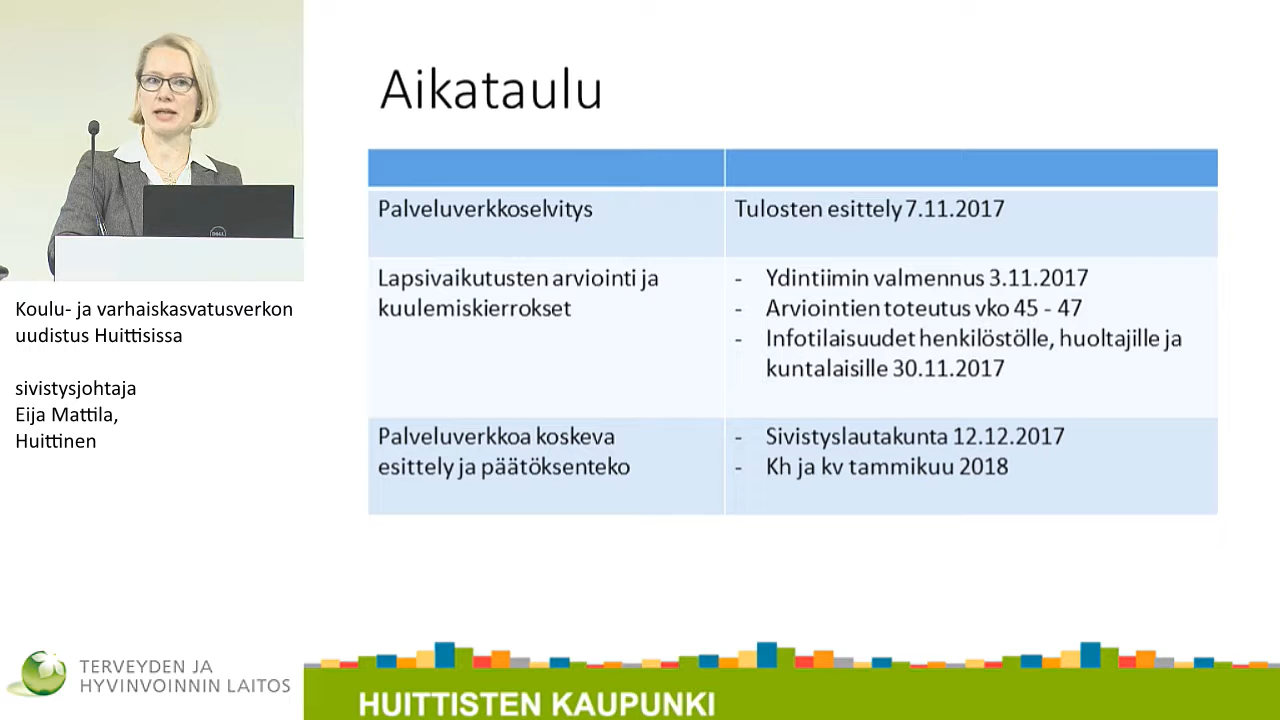 Aikataulu
Palveluverkkoselvitys
Tulosten esittely 7.11.2017
Lapsivaikutusten arviointi ja
kuulemiskierrokset
- Ydintiimin valmennus 3.11.2017
- Arviointien toteutus vko 45 - 47
- Infotilaisuudet henkilöstölle, huoltajille ja
kuntalaisille 30.11.2017
Palveluverkkoa koskeva
esittely ja päätöksenteko
- Sivistyslautakunta 12.12.2017
- Kh ja kv tammikuu 2018
DELL
Koulu- ja varhaiskasvatusverkon
uudistus Huittisissa
sivistysjohtaja
Eija Mattila,
Huittinen
TERVEYDEN JA
HYVINVOINNIN LAITOS
HUITTISTEN KAUPUNKI